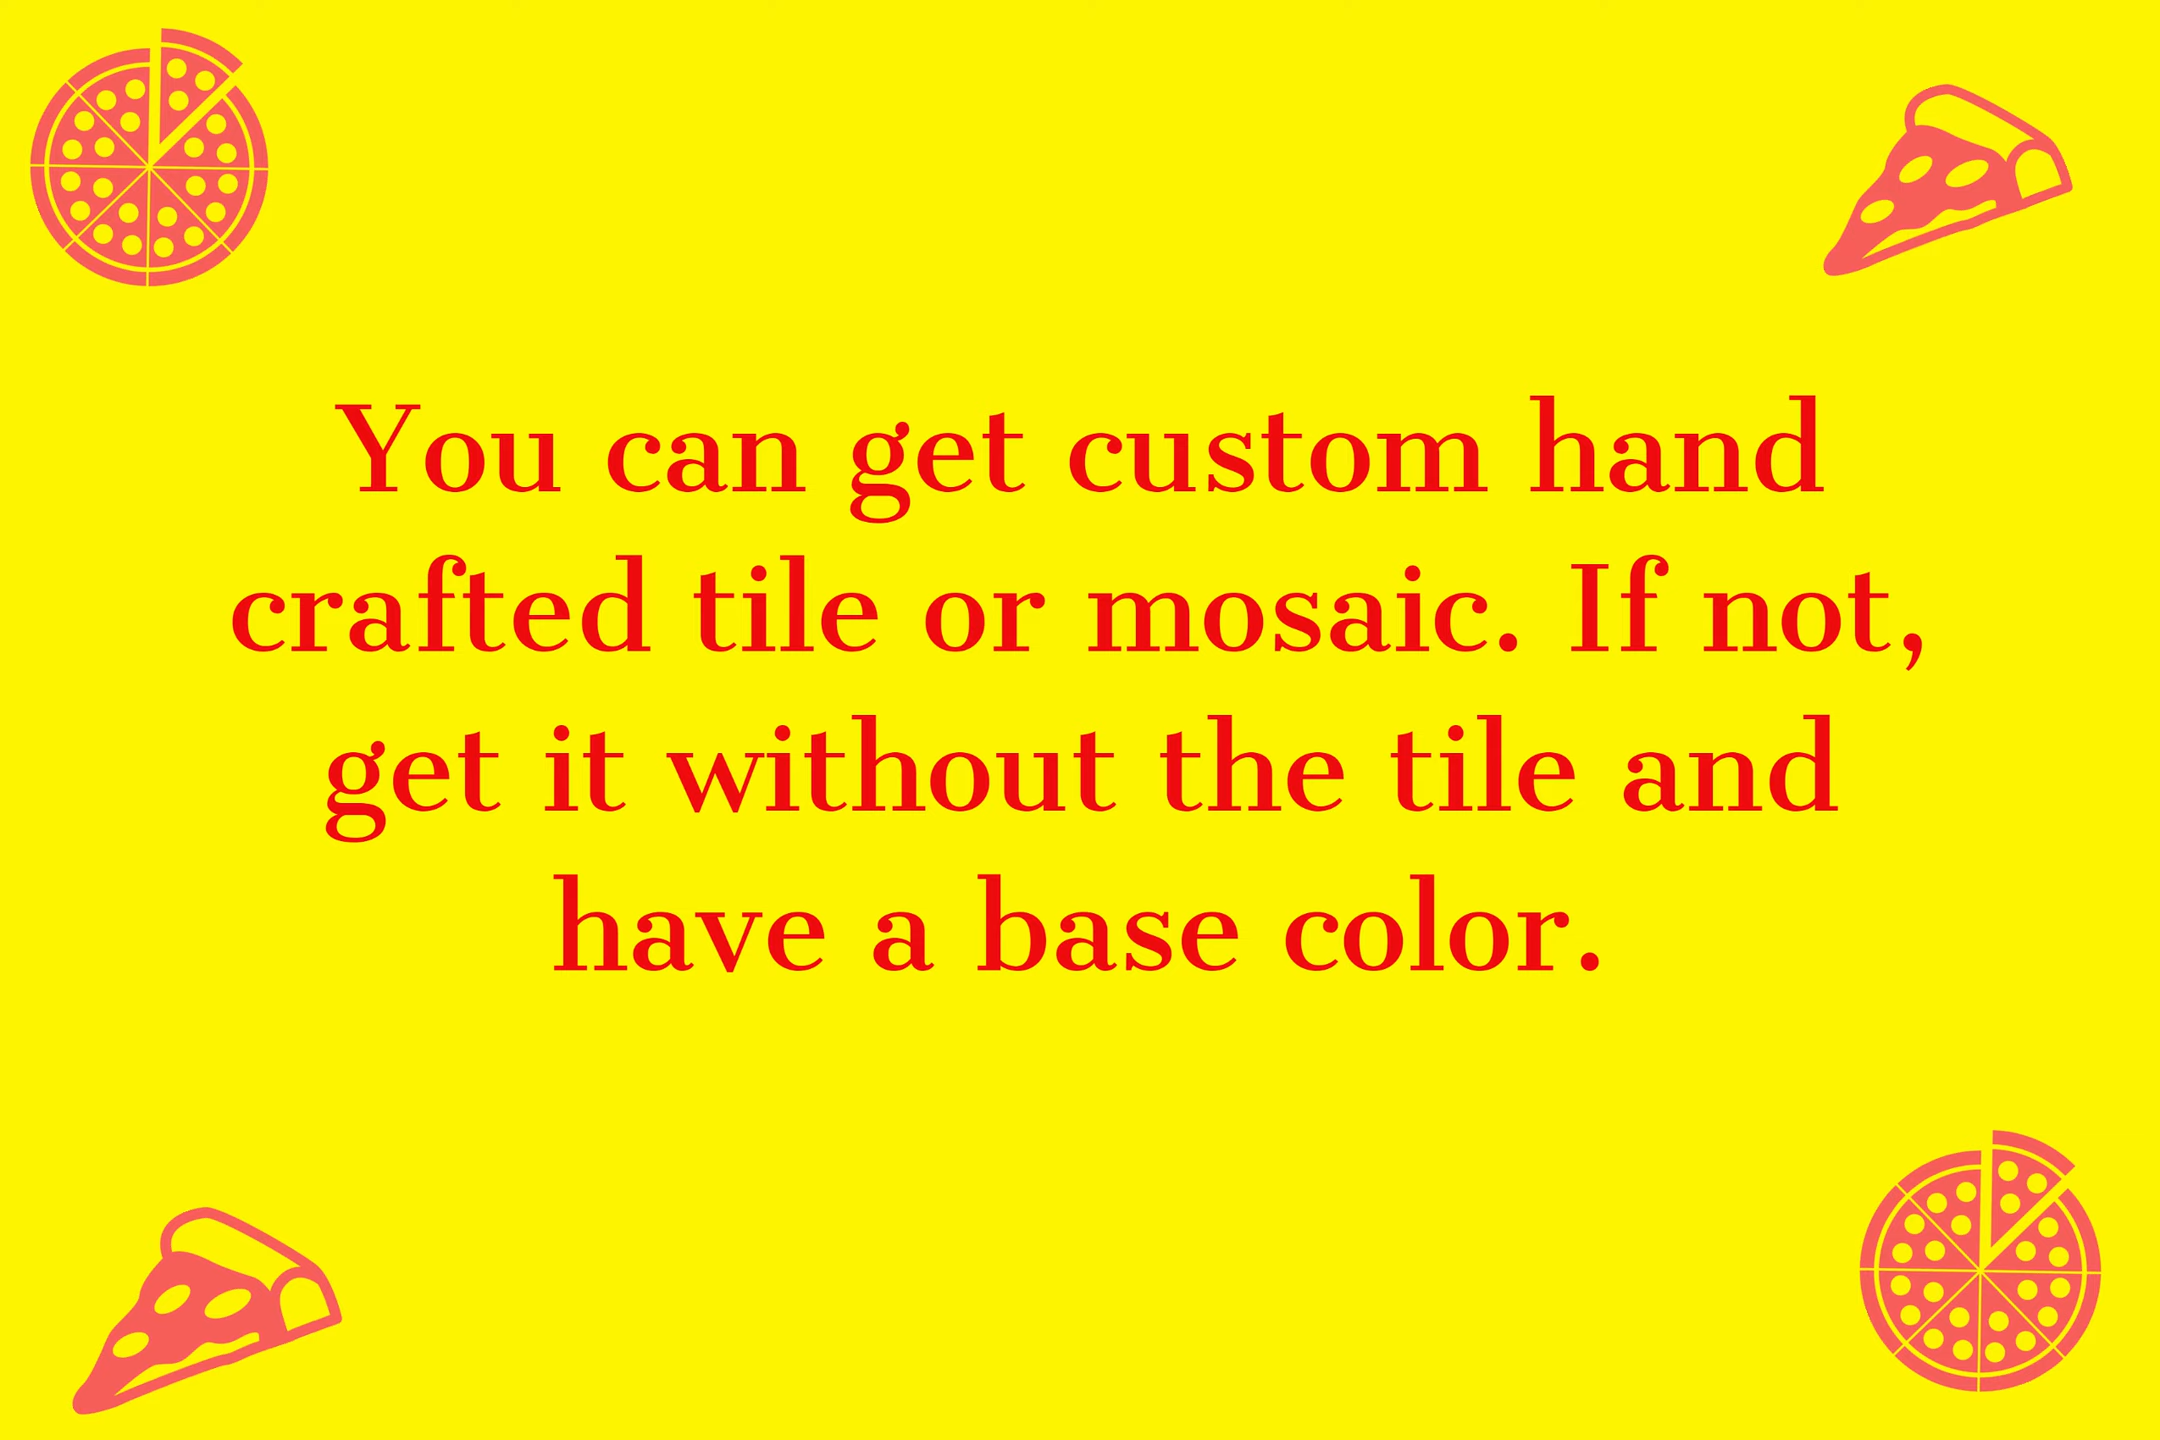 You can get custom hand
crafted tile or mosaic. If not,
get it without the tile and
have a base color.